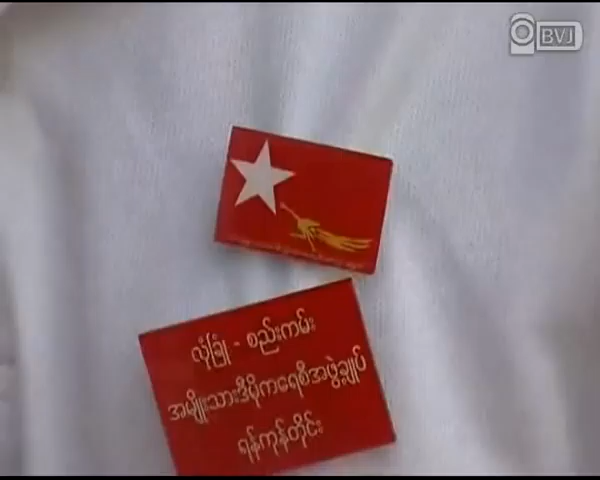 BVJ
လုံခြုံ - စည်းကမ်း
အမျိုးသားဒီမိုကရေစီအဖွဲ့ချုပ်
ရန်ကုန်တိုင်း